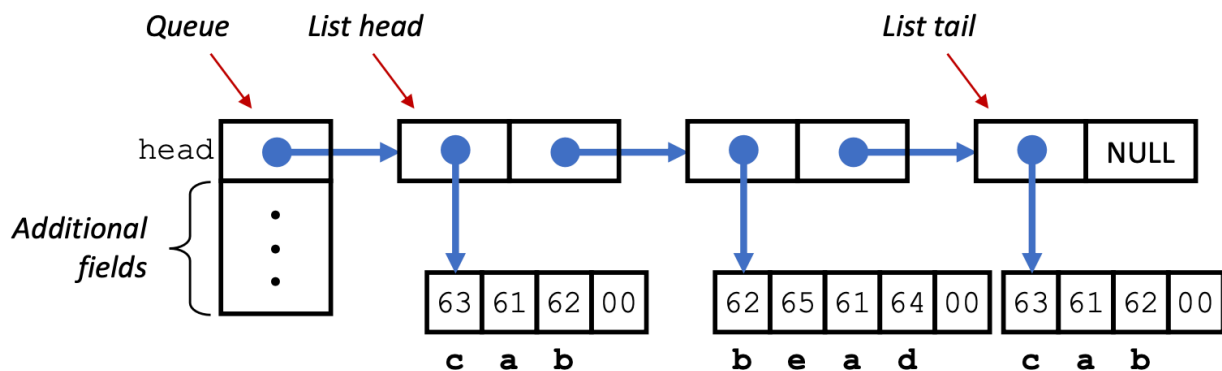 Queue List head List tail
head NULL
Additional
fields
63 61 62 00 62 65 61 64 00 63 61 62 00
c a b b e a d c a b